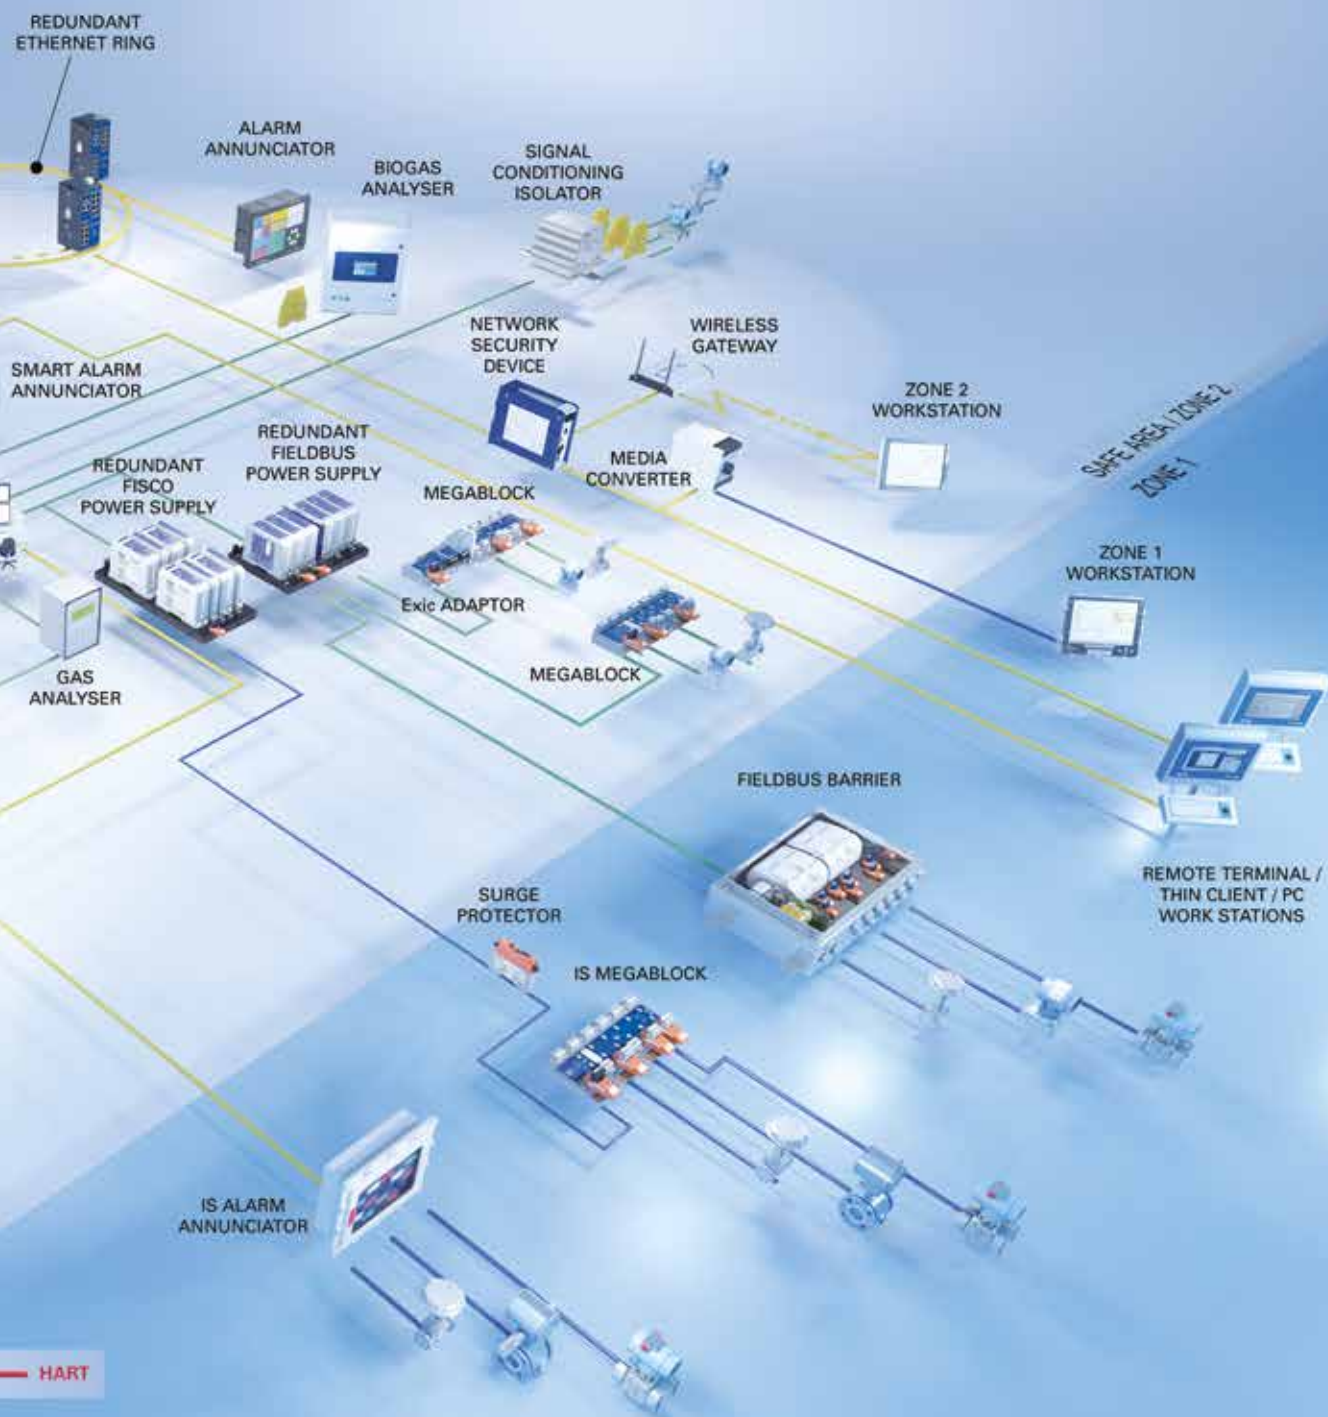 REDUNDANT
ETHERNET RING
ALARM
ANNUNCIATOR
BIOGAS
ANALYSER
SIGNAL
CONDITIONING
ISOLATOR
SMART ALARM
ANNUNCIATOR
NETWORK
SECURITY
DEVICE
WIRELESS
GATEWAY
ZONE 2
WORKSTATION
SAFE AREA / ZONE 2
ZONE 1
REDUNDANT
FISCO
POWER SUPPLY
REDUNDANT
FIELDBUS
POWER SUPPLY
MEGABLOCK
MEDIA
CONVERTER
ZONE 1
WORKSTATION
Exic ADAPTOR
MEGABLOCK
GAS
ANALYSER
FIELDBUS BARRIER
REMOTE TERMINAL /
THIN CLIENT / PC
WORK STATIONS
SURGE
PROTECTOR
IS MEGABLOCK
IS ALARM
ANNUNCIATOR
HART